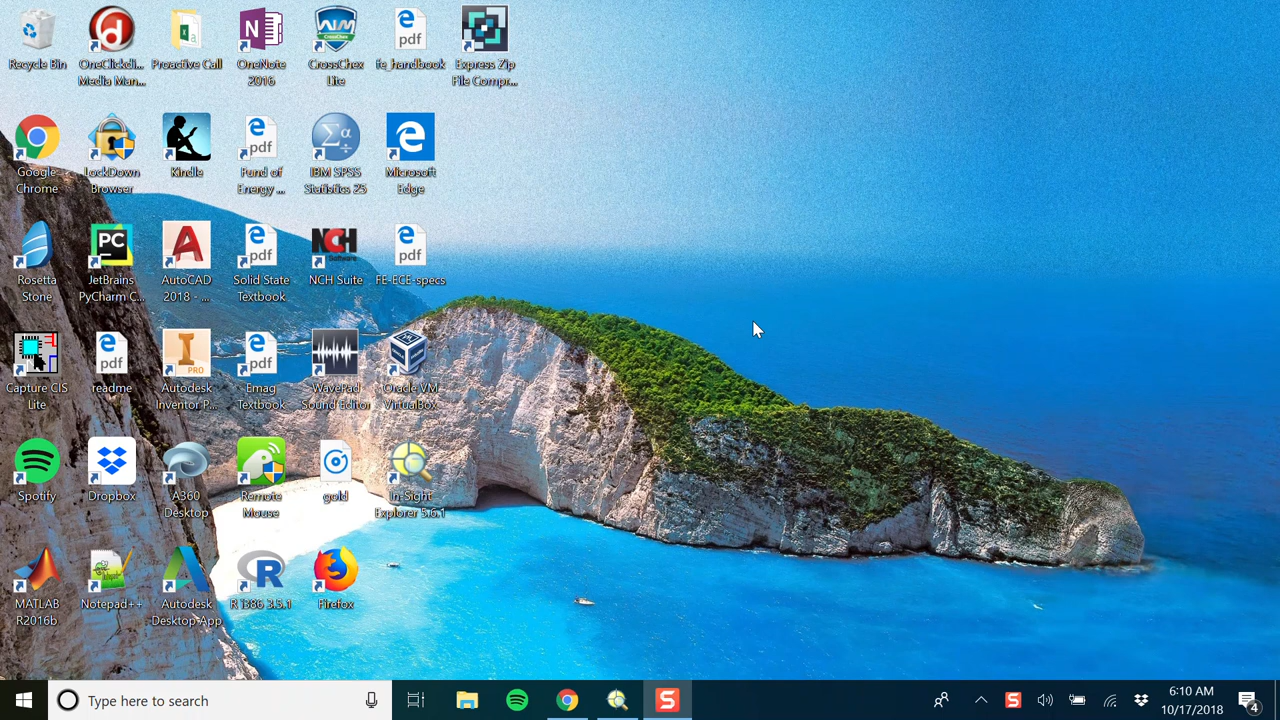 Recycle Bin
OneClickdi...
Media Man...
Proactive Call
OneNote
2016
CrossChex
Lite
fe_handbook
Express Zip
File Compr...
Google
Chrome
LockDown
Browser
Kindle
Fund of
Energy ...
IBM SPSS
Statistics 25
Microsoft
Edge
Rosetta
Stone
JetBrains
PyCharm C...
AutoCAD
2018 - ...
Solid State
Textbook
NCH Suite
FE-ECE-specs
Capture CIS
Lite
readme
Autodesk
Inventor P...
Emag
Textbook
WavePad
Sound Editor
Oracle VM
VirtualBox
Spotify
Dropbox
A360
Desktop
Remote
Mouse
gold
In-Sight
Explorer 5.6.1
MATLAB
R2016b
Notepad++
Autodesk
Desktop App
R i386 3.5.1
Firefox
Type here to search
6:10 AM
10/17/2018
4